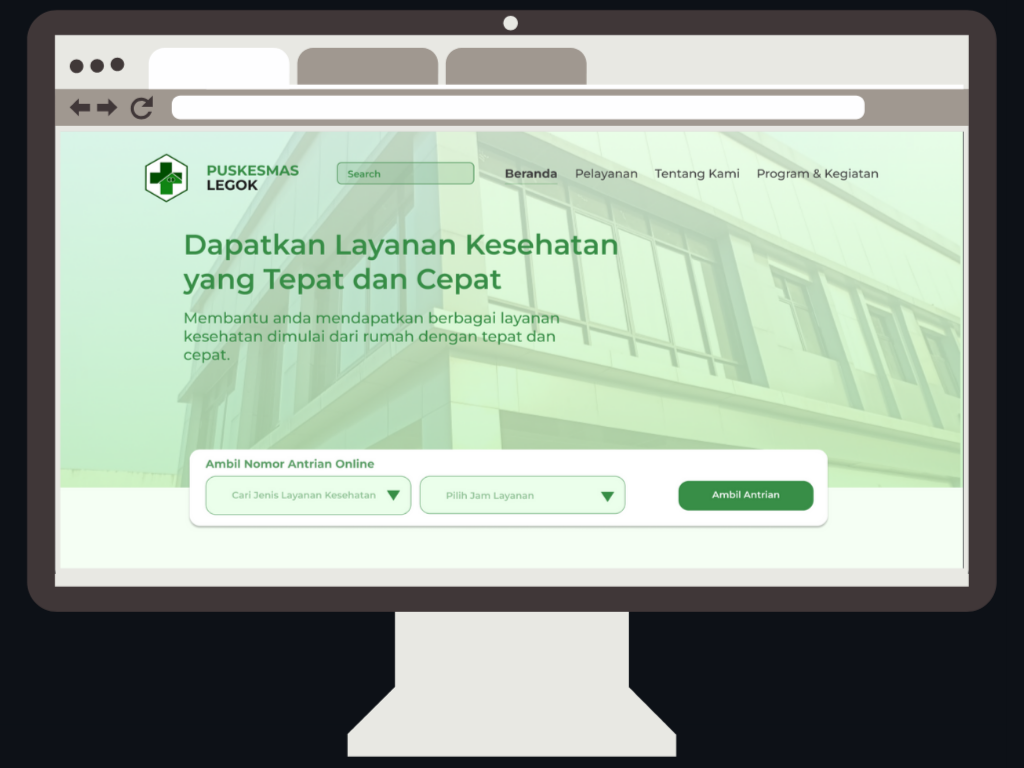 PUSKESMAS
LEGOK
Search
Beranda Pelayanan Tentang Kami Program & Kegiatan
Dapatkan Layanan Kesehatan
yang Tepat dan Cepat
Membantu anda mendapatkan berbagai layanan
kesehatan dimulai dari rumah dengan tepat dan
cepat.
Ambil Nomor Antrian Online
Cari Jenis Layanan Kesehatan
Pilih Jam Layanan
Ambil Antrian